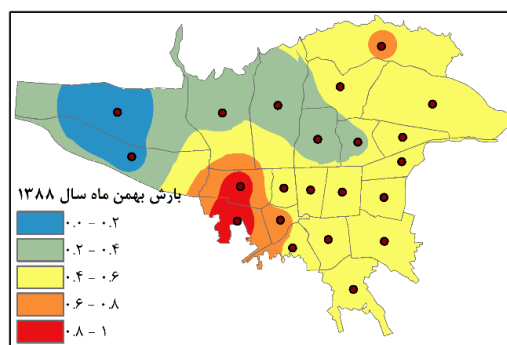 بارش بهمن ماه سال ۱۳۸۸
۰.۰ - ۰.۲
۰.۲ - ۰.۴
۰.۴ - ۰.۶
۰.۶ - ۰.۸
۰.۸ - ۱